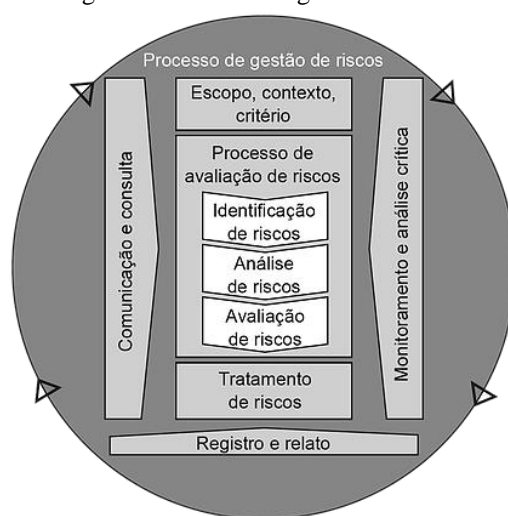 Processo de gestão de riscos
Escopo, contexto,
critério
Processo de
avaliação de riscos
Identificação
de riscos
Análise
de riscos
Avaliação
de riscos
Tratamento
de riscos
Comunicação e consulta
Monitoramento e análise crítica
Registro e relato